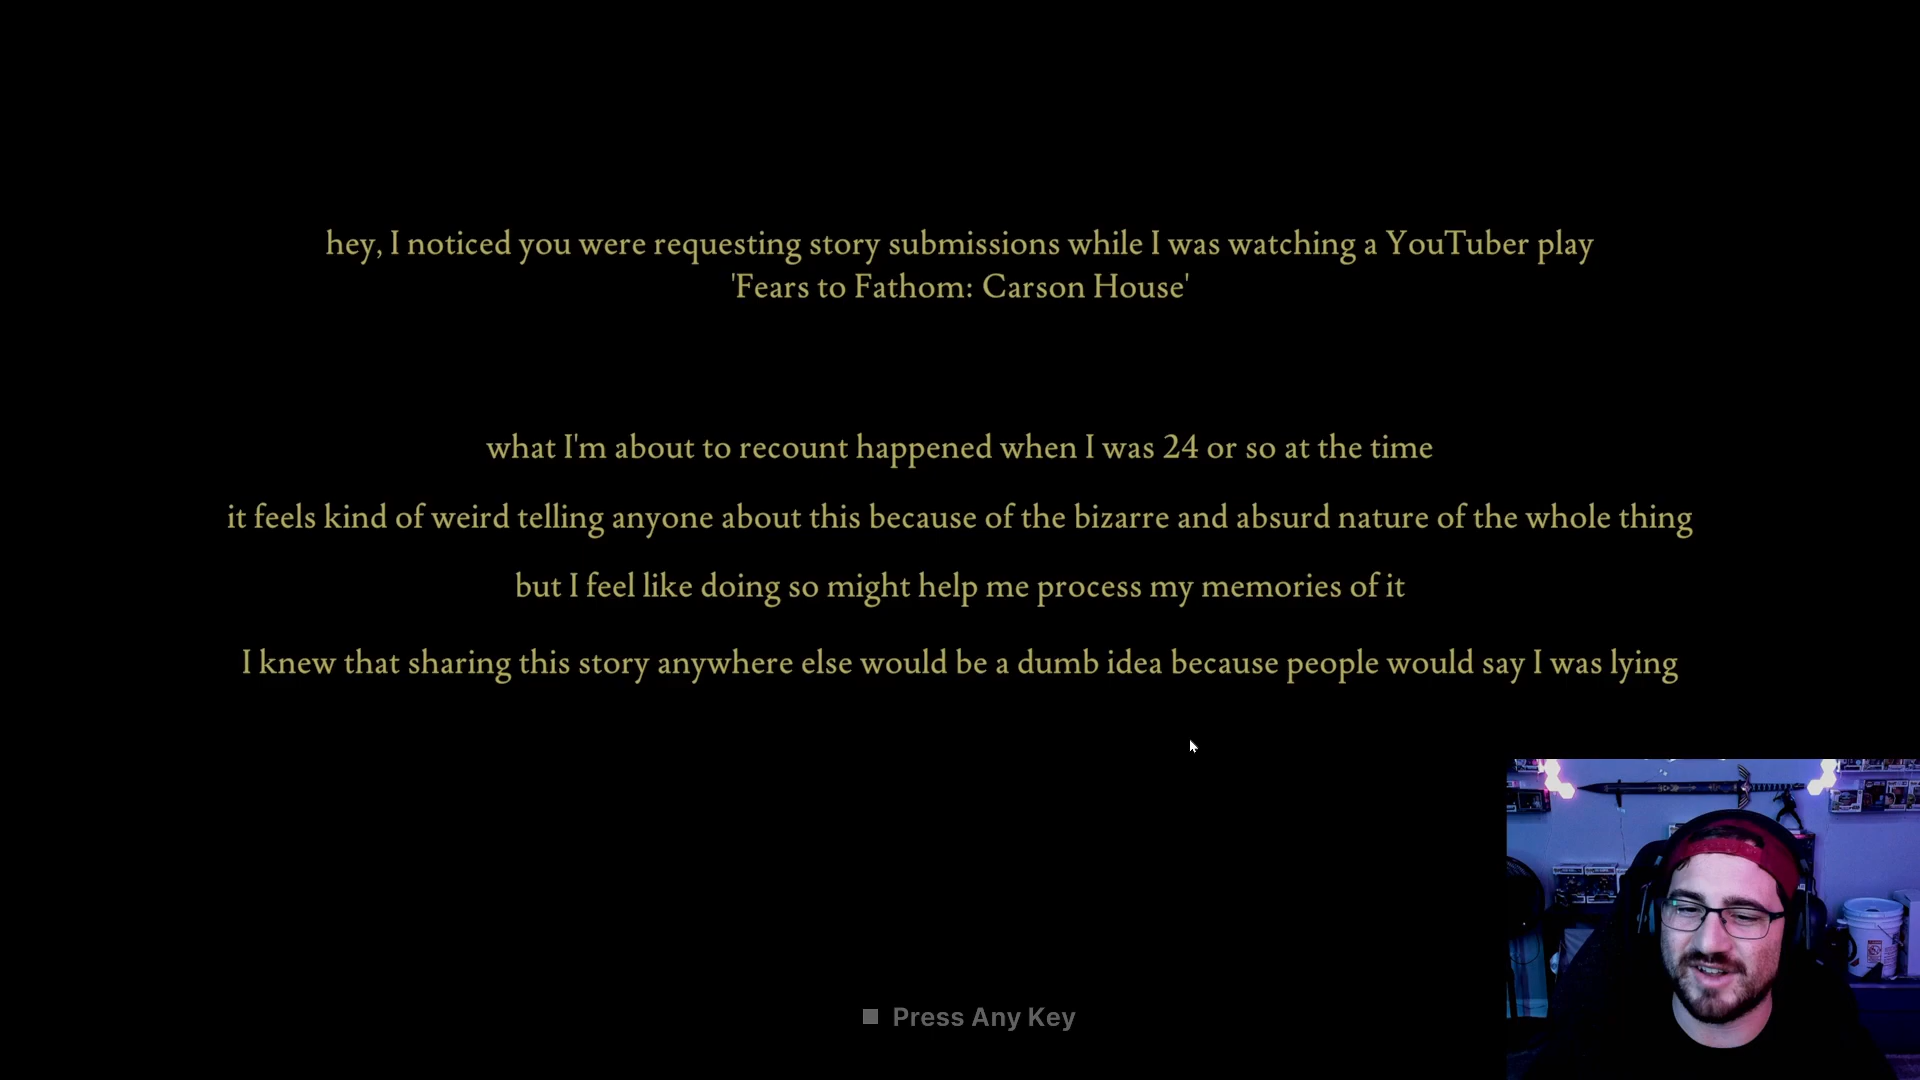 hey, I noticed you were requesting story submissions while I was watching a YouTuber play
'Fears to Fathom: Carson House'
what I'm about to recount happened when I was 24 or so at the time
it feels kind of weird telling anyone about this because of the bizarre and absurd nature of the whole thing
but I feel like doing so might help me process my memories of it
I knew that sharing this story anywhere else would be a dumb idea because people would say I was lying
Press Any Key